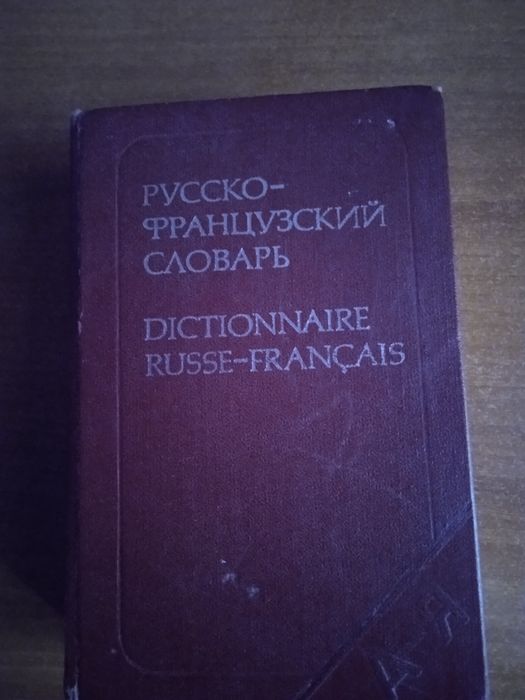 РУССКО-
ФРАНЦУЗСКИЙ
СЛОВАРЬ
DICTIONNAIRE
RUSSE-FRANÇAIS
А-Я